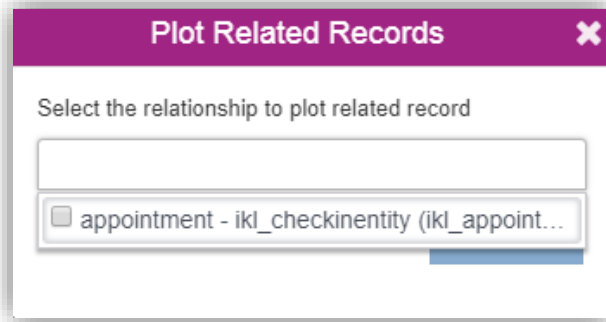 Plot Related Records ✖
Select the relationship to plot related record
appointment - ikl_checkinentity (ikl_appoint...